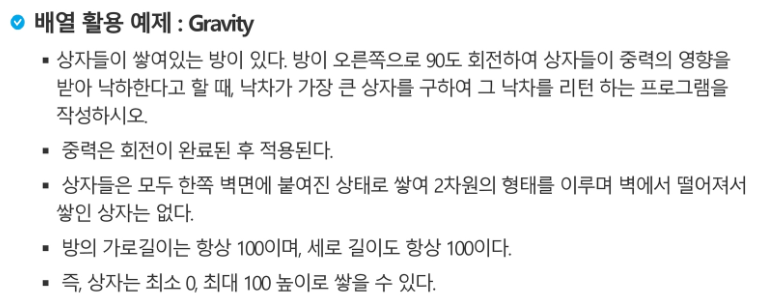 배열 활용 예제 : Gravity
▪ 상자들이 쌓여있는 방이 있다. 방이 오른쪽으로 90도 회전하여 상자들이 중력의 영향을
받아 낙하한다고 할 때, 낙차가 가장 큰 상자를 구하여 그 낙차를 리턴 하는 프로그램을
작성하시오.
▪ 중력은 회전이 완료된 후 적용된다.
▪ 상자들은 모두 한쪽 벽면에 붙여진 상태로 쌓여 2차원의 형태를 이루며 벽에서 떨어져서
쌓인 상자는 없다.
▪ 방의 가로길이는 항상 100이며, 세로 길이도 항상 100이다.
▪ 즉, 상자는 최소 0, 최대 100 높이로 쌓을 수 있다.